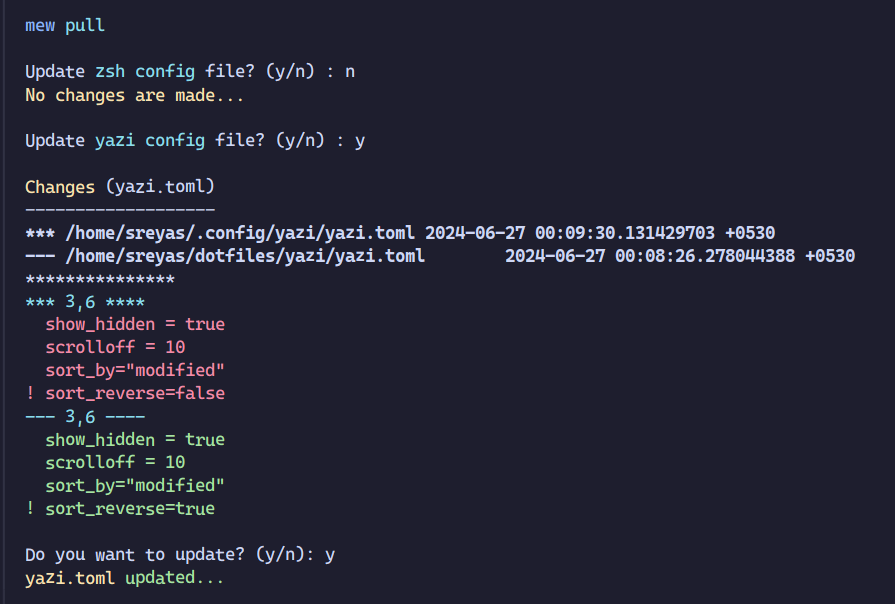 mew pull
Update zsh config file? (y/n) : n
No changes are made...
Update yazi config file? (y/n) : y
Changes (yazi.toml)
-------------------
*** /home/sreyas/.config/yazi/yazi.toml 2024-06-27 00:09:30.131429703 +0530
--- /home/sreyas/dotfiles/yazi/yazi.toml        2024-06-27 00:08:26.278044388 +0530
***************
*** 3,6 ****
  show_hidden = true
  scrolloff = 10
  sort_by="modified"
! sort_reverse=false
--- 3,6 ----
  show_hidden = true
  scrolloff = 10
  sort_by="modified"
! sort_reverse=true
Do you want to update? (y/n): y
yazi.toml updated...